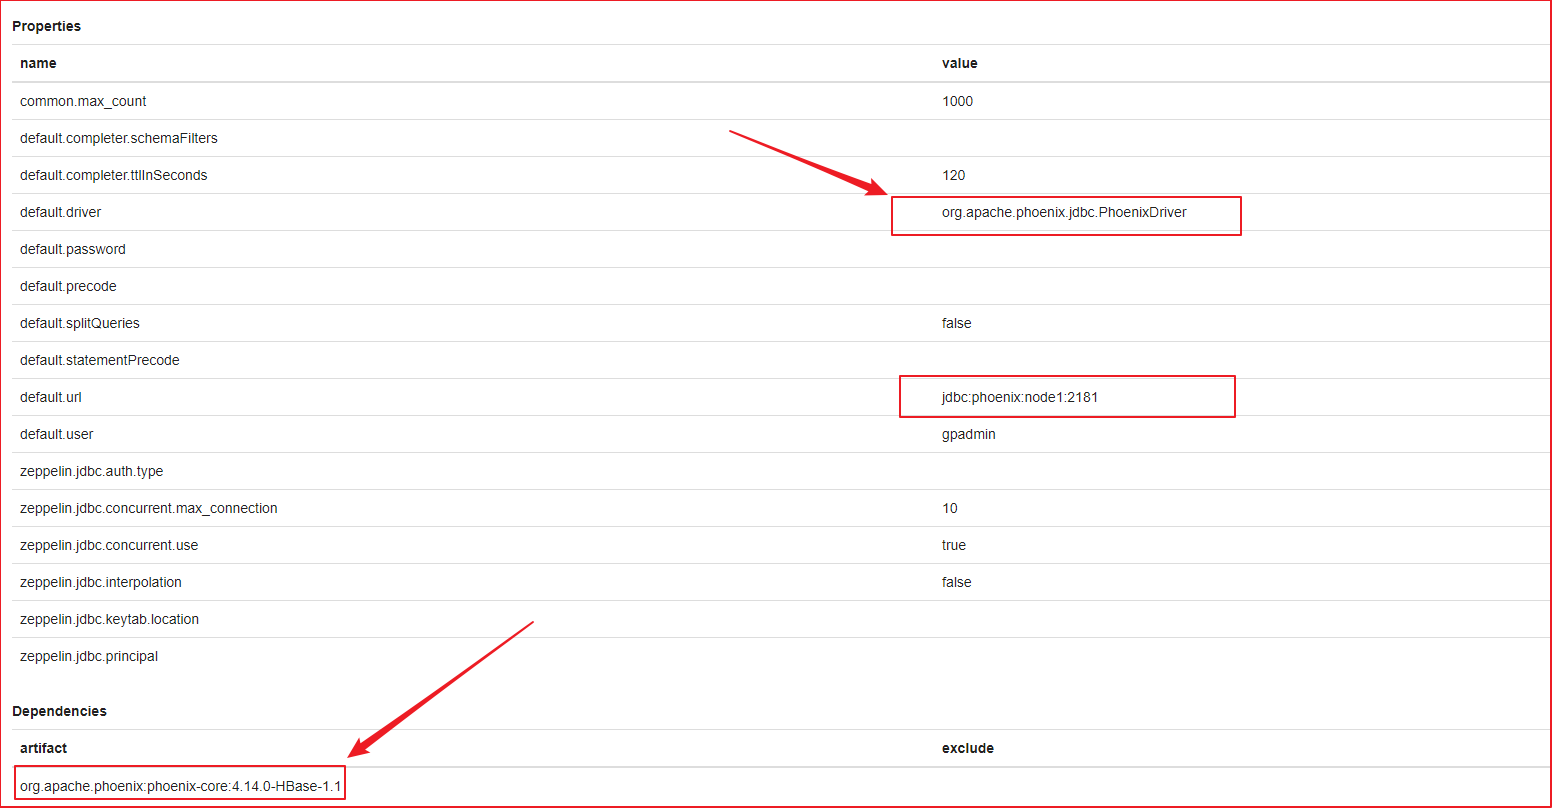 Properties
name value
common.max_count 1000
default.completer.schemaFilters
default.completer.ttlInSeconds 120
default.driver org.apache.phoenix.jdbc.PhoenixDriver
default.password
default.precode
default.splitQueries false
default.statementPrecode
default.url jdbc:phoenix:node1:2181
default.user gpadmin
zeppelin.jdbc.auth.type
zeppelin.jdbc.concurrent.max_connection 10
zeppelin.jdbc.concurrent.use true
zeppelin.jdbc.interpolation false
zeppelin.jdbc.keytab.location
zeppelin.jdbc.principal
Dependencies
artifact exclude
org.apache.phoenix:phoenix-core:4.14.0-HBase-1.1